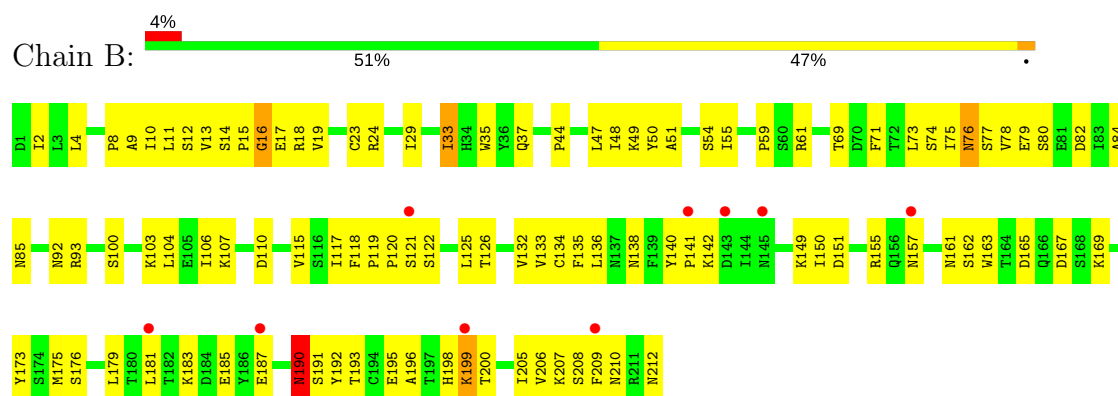 4%
Chain B:
51% 47% •
D1 I2 L3 L4 P8 A9 I10 L11 S12 V13 S14 P15 G16 E17 R18 V19 C23 R24 I29 I33 H34 W35 Y36 Q37 P44 L47 I48 K49 Y50 A51 S54 I55 P59 S60 R61 T69 D70 F71 T72 L73 S74 I75 N76 S77 V78 E79 S80 E81 D82 I83 A84
N85 N92 R93 S100 K103 L104 E105 I106 K107 D110 V115 S116 I117 F118 P119 P120 S121 S122 L125 T126 V132 V133 C134 F135 L136 N137 N138 F139 Y140 P141 K142 D143 I144 N145 K149 I150 D151 R155 Q156 N157 N161 S162 W163 T164 D165 Q166 D167 S168 K169
Y173 S174 M175 S176 L179 T180 L181 T182 K183 D184 E185 Y186 E187 N190 S191 Y192 T193 C194 E195 A196 T197 H198 K199 T200 I205 V206 K207 S208 F209 N210 R211 N212